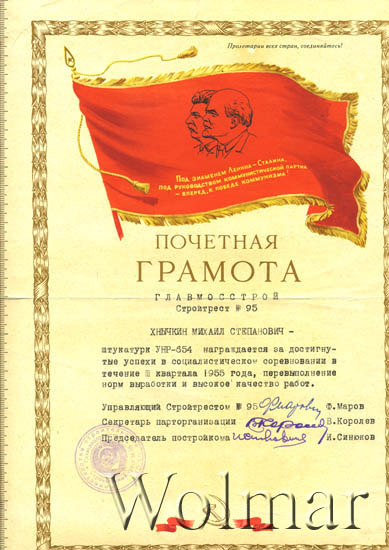 Пролетарии всех стран, соединяйтесь!
Под знаменем Ленина – Сталина,
под руководством коммунистической партии
– вперед, к победе коммунизма!
ПОЧЕТНАЯ
ГРАМОТА
ГЛАВМОССТРОЙ
Стройтрест № 95
ХНЫЧКИН МИХАИЛ СТЕПАНОВИЧ –
штукатурк УНР-654 награждается за достигну-
тые успехи в социалистическом соревновании в
течение II квартала 1955 года, перевыполнение
норм выработки и высокое качество работ.
Управляющий Стройтрестом № 95 Ф.Маров
Секретарь парторганизации В.Королев
Председатель постройкома И.Синюков
Wolmar